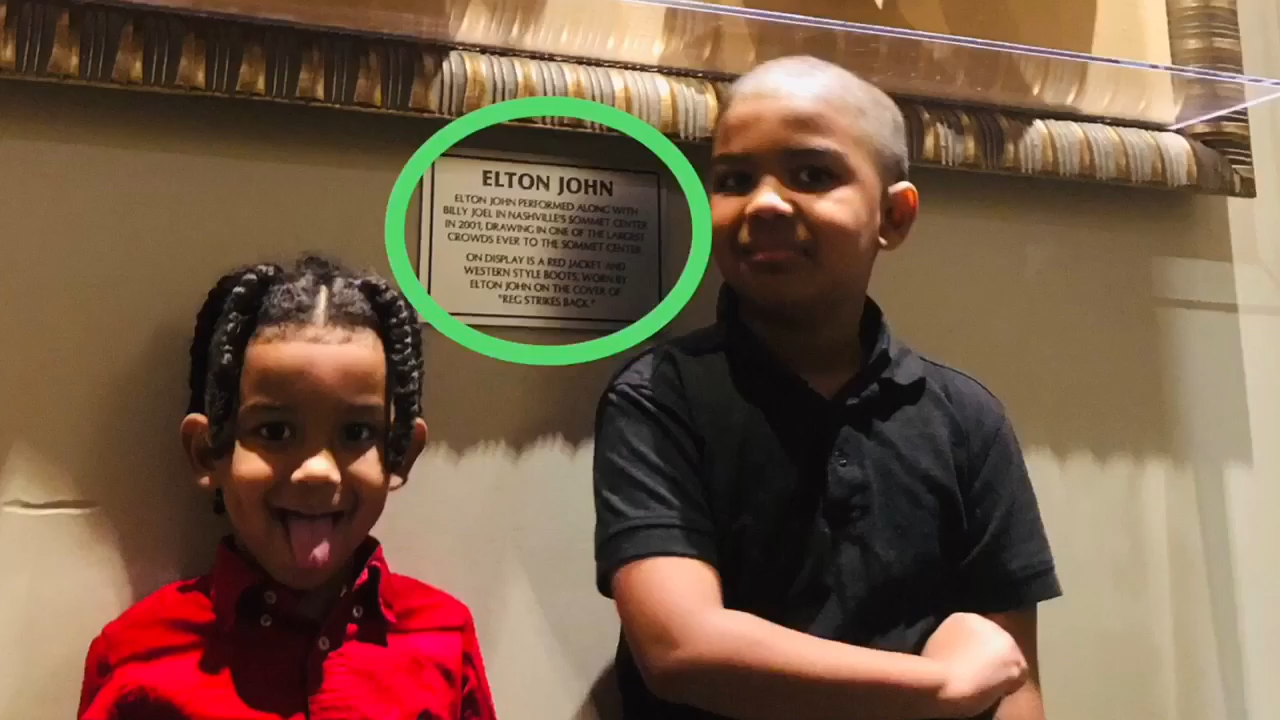 ELTON JOHN
ELTON JOHN PERFORMED ALONG WITH
BILLY JOEL IN NASHVILLE'S SOMMET CENTER
IN 2001, DRAWING IN ONE OF THE LARGEST
CROWDS EVER TO THE SOMMET CENTER.
ON DISPLAY IS A RED JACKET AND
WESTERN STYLE BOOTS, WORN BY
ELTON JOHN ON THE COVER OF
"REG STRIKES BACK."